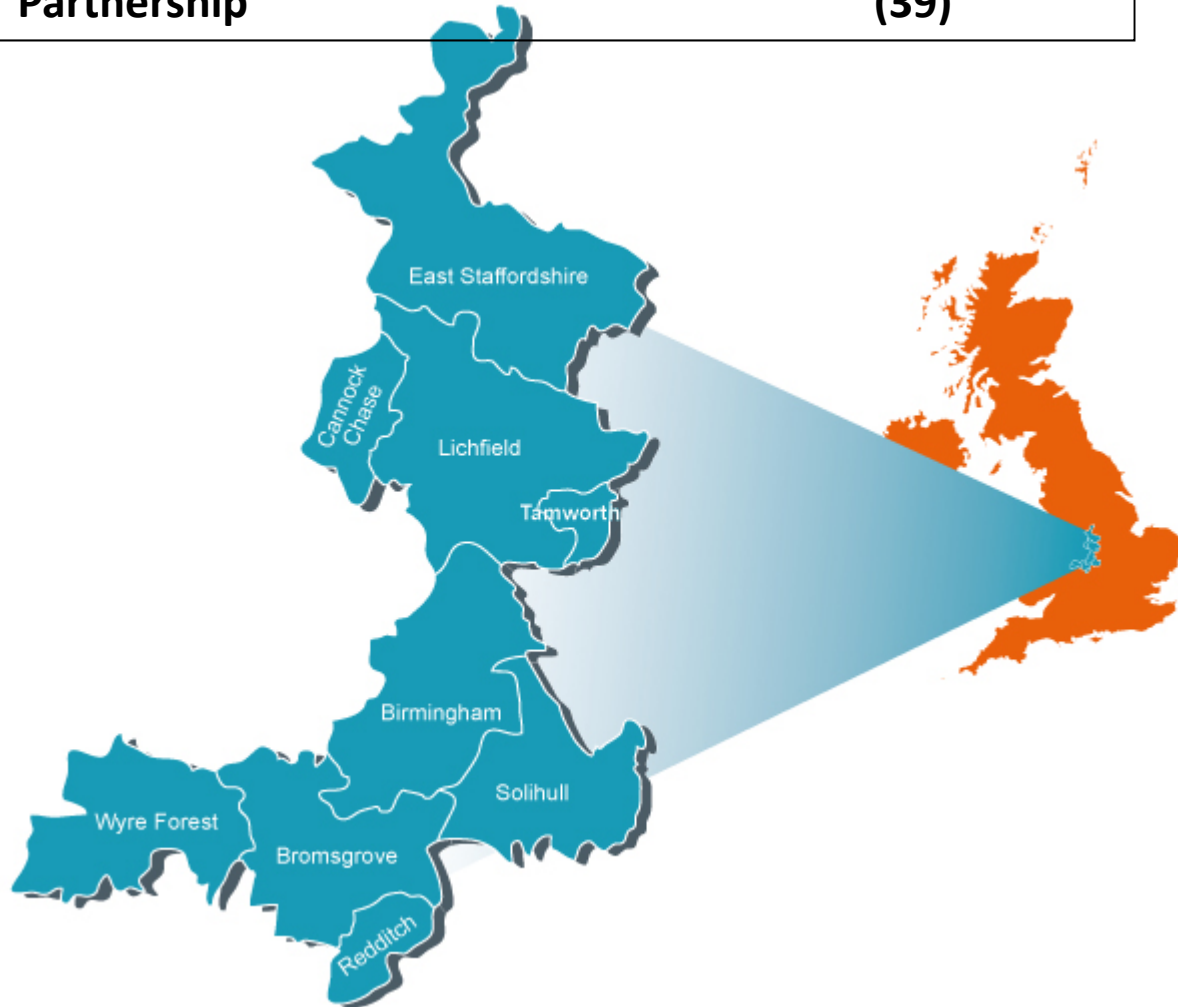 Partnership (39)
East Staffordshire
Cannock
Chase
Lichfield
Tamworth
Birmingham
Solihull
Wyre Forest
Bromsgrove
Redditch